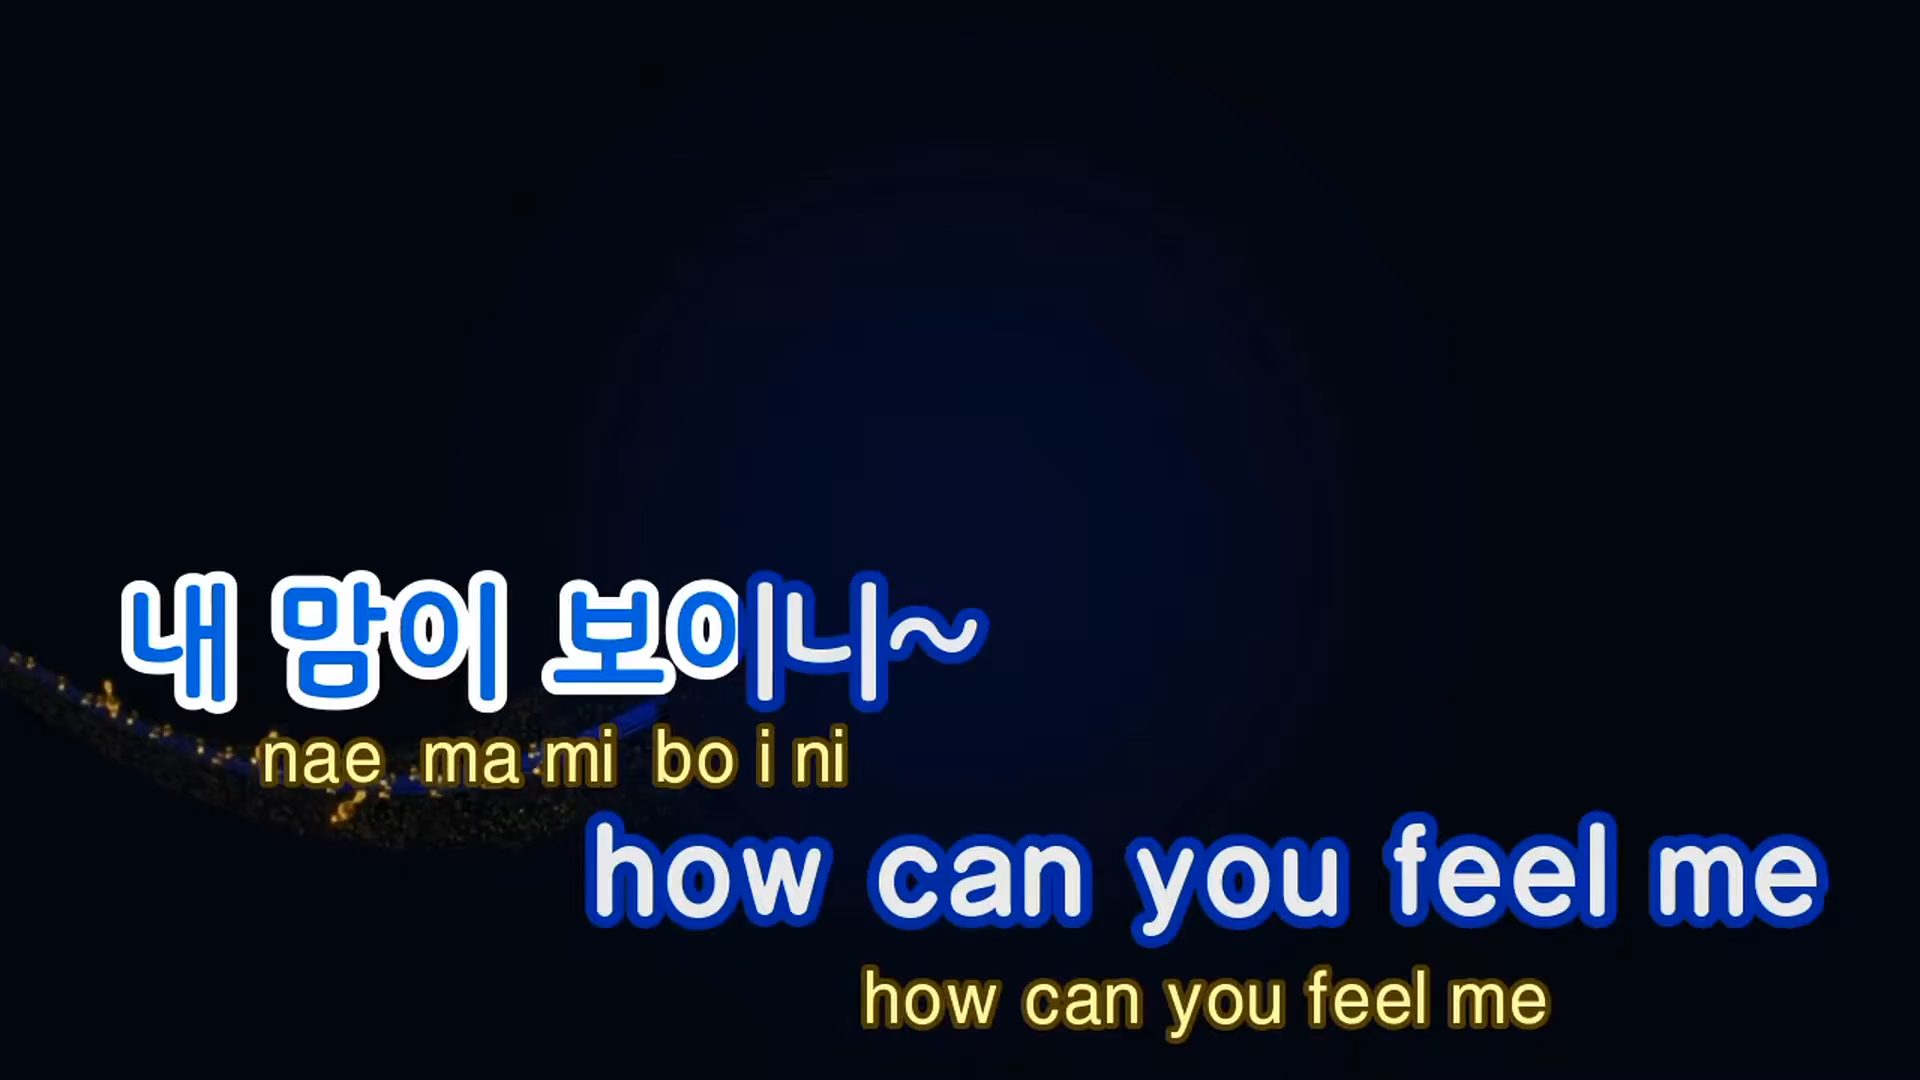 내 맘이 보이니~
nae ma mi bo i ni
how can you feel me
how can you feel me